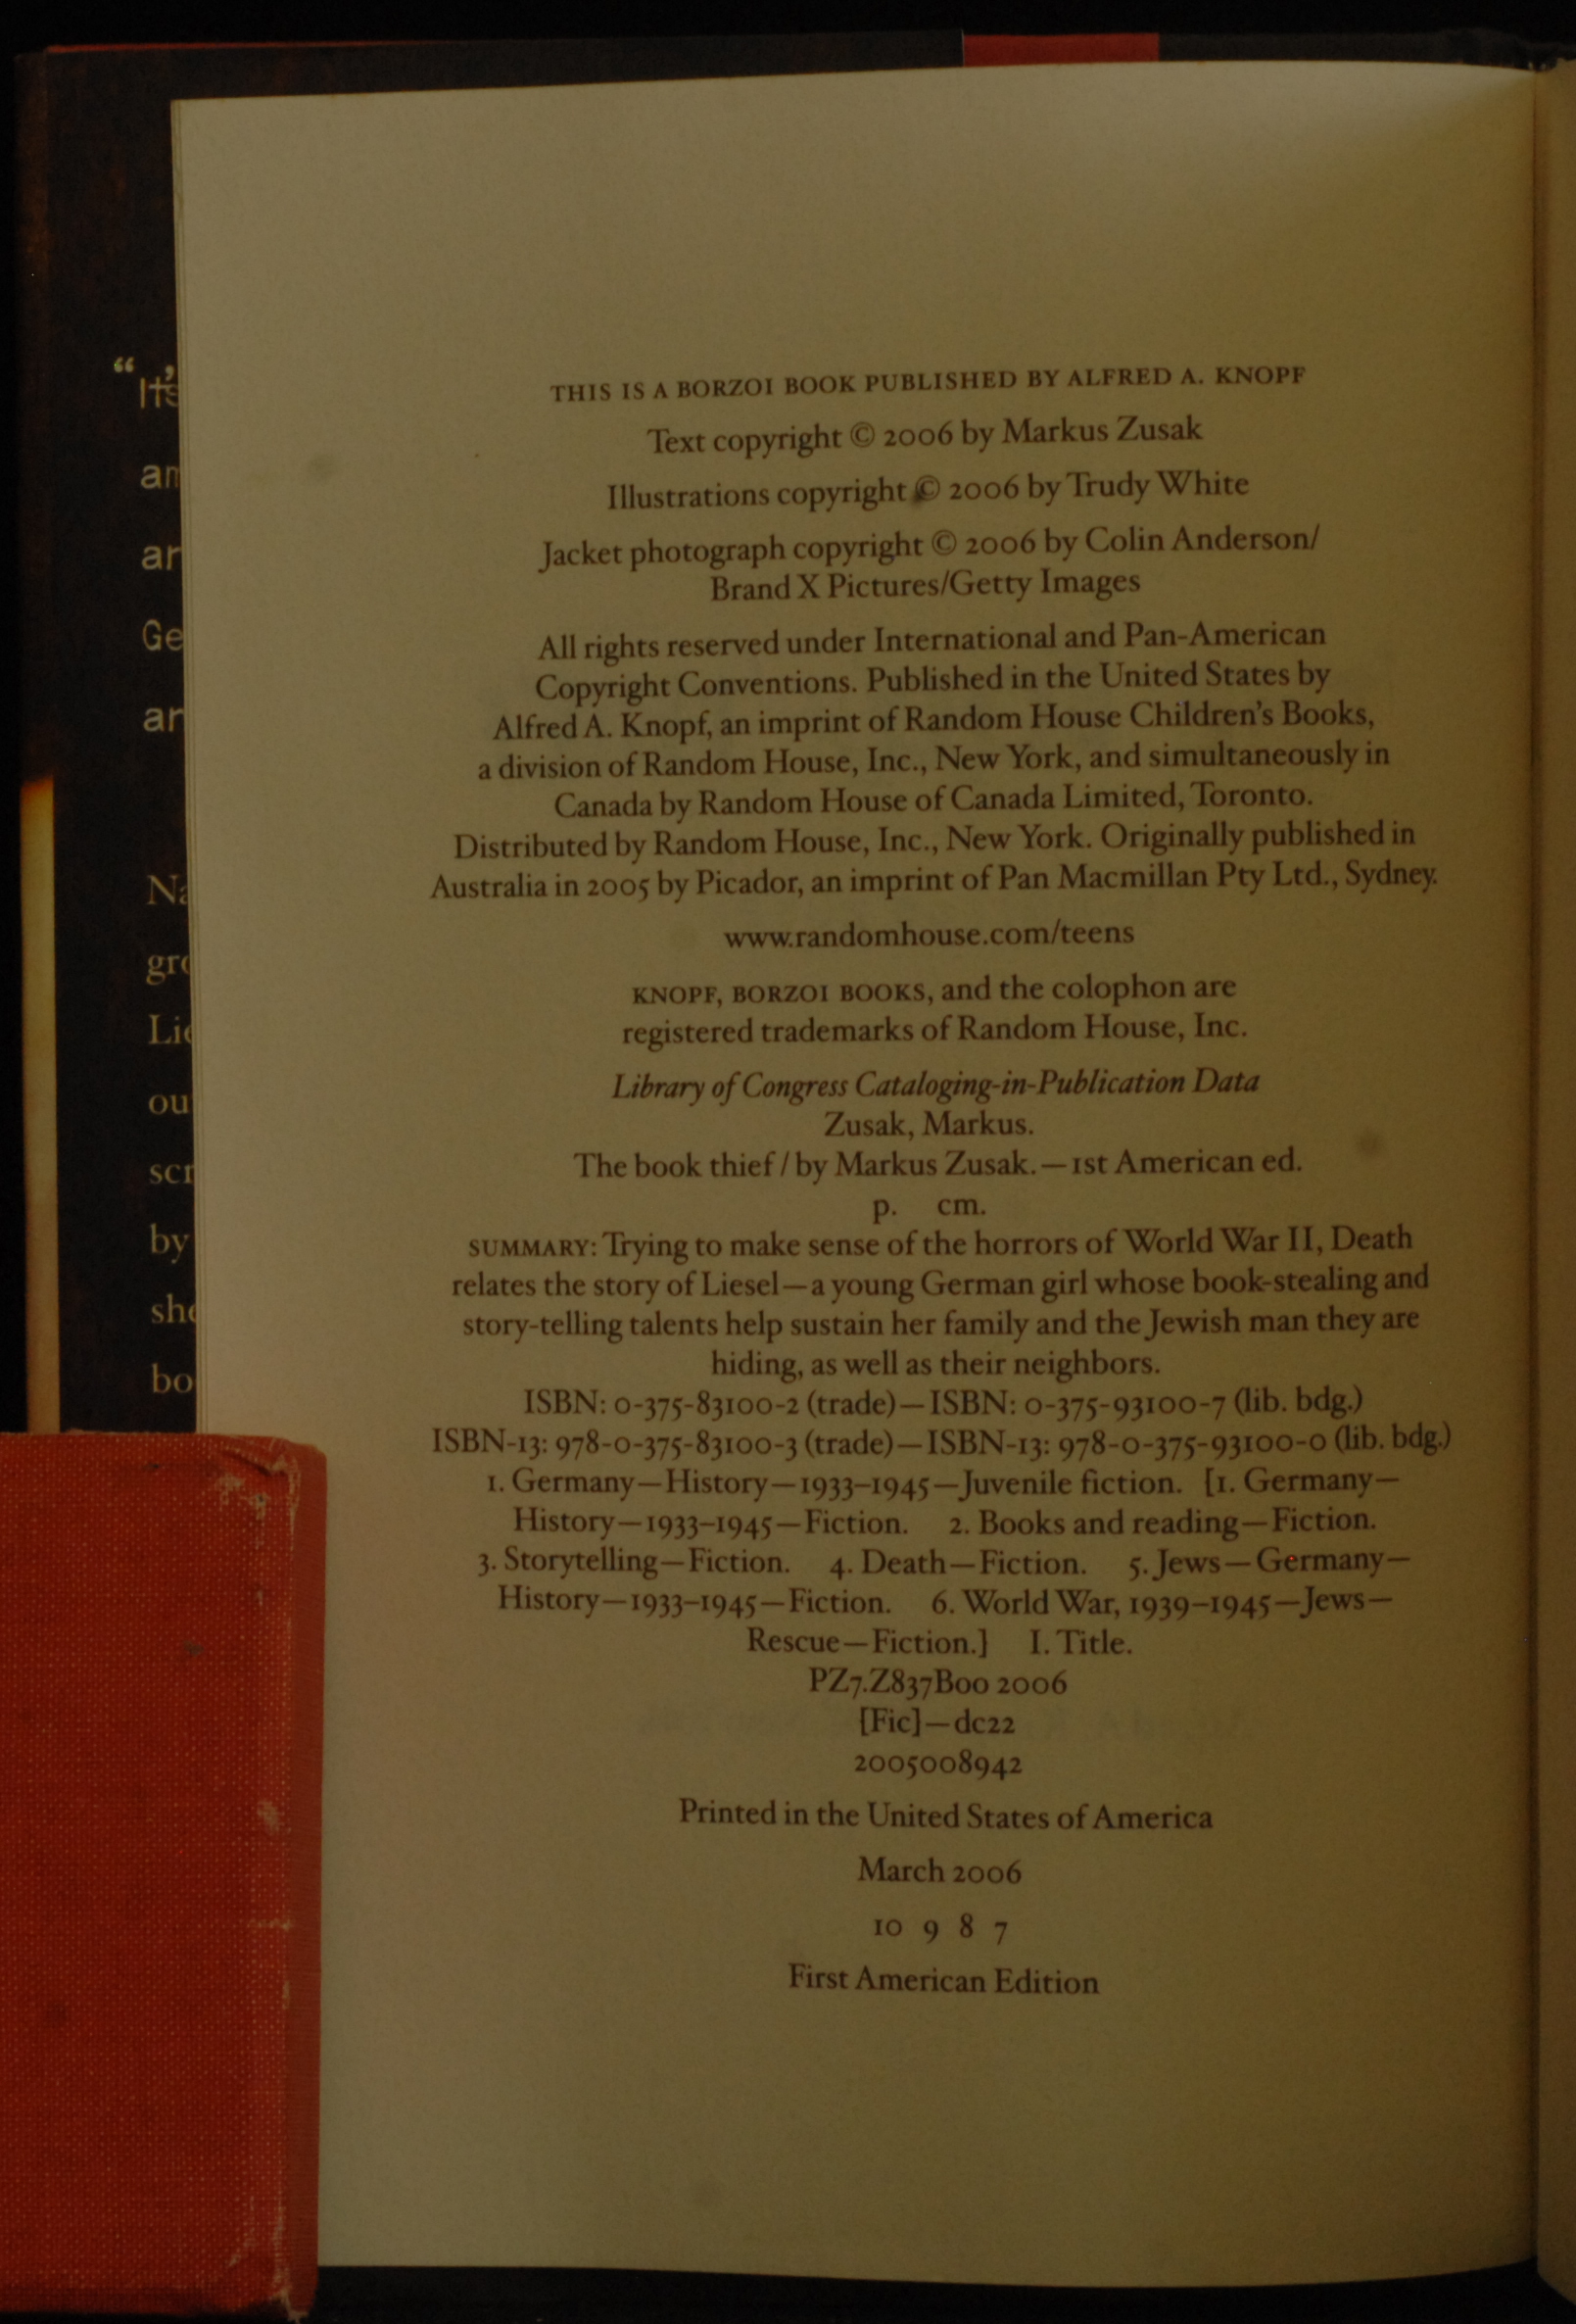 “It’s
am
ar
Ge
ar
Na
gro
Lie
ou
scr
by
she
bo
THIS IS A BORZOI BOOK PUBLISHED BY ALFRED A. KNOPF
Text copyright © 2006 by Markus Zusak
Illustrations copyright © 2006 by Trudy White
Jacket photograph copyright © 2006 by Colin Anderson/
Brand X Pictures/Getty Images
All rights reserved under International and Pan-American
Copyright Conventions. Published in the United States by
Alfred A. Knopf, an imprint of Random House Children’s Books,
a division of Random House, Inc., New York, and simultaneously in
Canada by Random House of Canada Limited, Toronto.
Distributed by Random House, Inc., New York. Originally published in
Australia in 2005 by Picador, an imprint of Pan Macmillan Pty Ltd., Sydney.
www.randomhouse.com/teens
KNOPF, BORZOI BOOKS, and the colophon are
registered trademarks of Random House, Inc.
Library of Congress Cataloging-in-Publication Data
Zusak, Markus.
The book thief / by Markus Zusak.—1st American ed.
p. cm.
SUMMARY: Trying to make sense of the horrors of World War II, Death
relates the story of Liesel—a young German girl whose book-stealing and
story-telling talents help sustain her family and the Jewish man they are
hiding, as well as their neighbors.
ISBN: 0-375-83100-2 (trade)—ISBN: 0-375-93100-7 (lib. bdg.)
ISBN-13: 978-0-375-83100-3 (trade)—ISBN-13: 978-0-375-93100-0 (lib. bdg.)
1. Germany—History—1933–1945—Juvenile fiction. [1. Germany—
History—1933–1945—Fiction. 2. Books and reading—Fiction.
3. Storytelling—Fiction. 4. Death—Fiction. 5. Jews—Germany—
History—1933–1945—Fiction. 6. World War, 1939–1945—Jews—
Rescue—Fiction.] I. Title.
PZ7.Z837Boo 2006
[Fic]—dc22
2005008942
Printed in the United States of America
March 2006
10 9 8 7
First American Edition